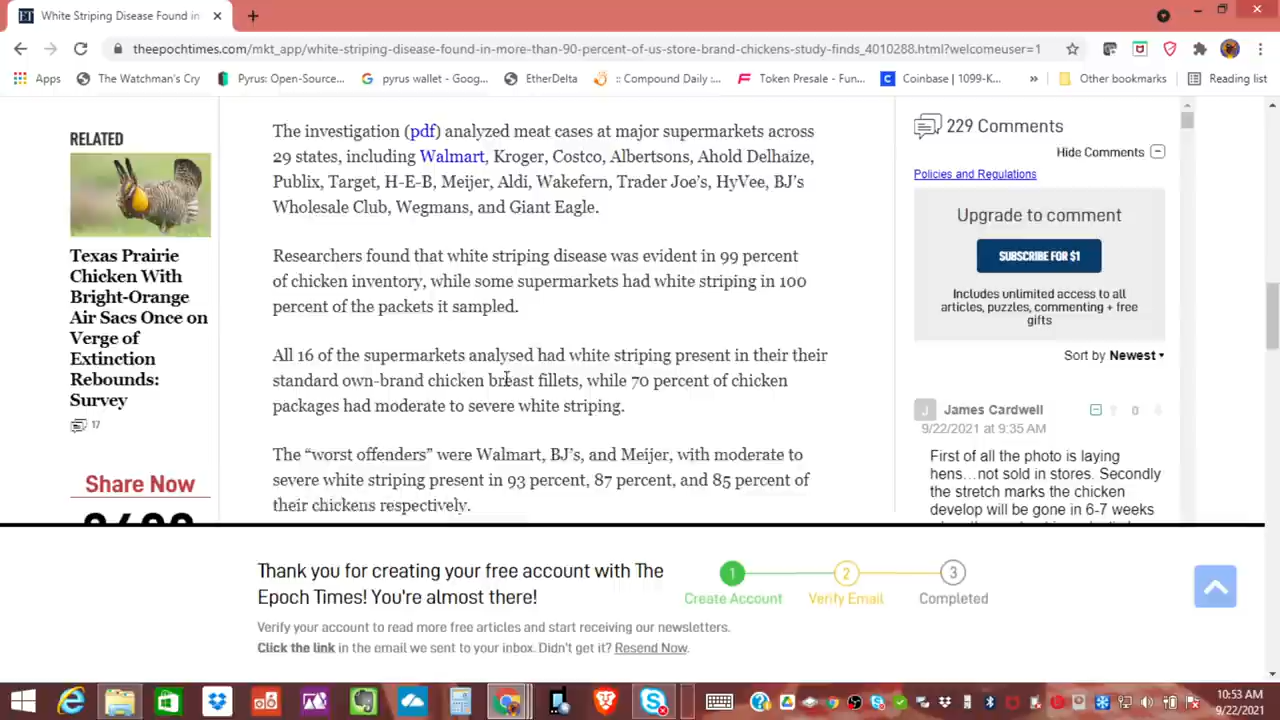 White Striping Disease Found in
theepochtimes.com/mkt_app/white-striping-disease-found-in-more-than-90-percent-of-us-store-brand-chickens-study-finds_4010288.html?welcomeuser=1
Apps
The Watchman's Cry
Pyrus: Open-Source...
pyrus wallet - Goog...
EtherDelta
:: Compound Daily :...
Token Presale - Fun...
Coinbase | 1099-K...
»
Other bookmarks
Reading list
RELATED
Texas Prairie
Chicken With
Bright-Orange
Air Sacs Once on
Verge of
Extinction
Rebounds:
Survey
17
Share Now
The investigation (pdf) analyzed meat cases at major supermarkets across
29 states, including Walmart, Kroger, Costco, Albertsons, Ahold Delhaize,
Publix, Target, H-E-B, Meijer, Aldi, Wakefern, Trader Joe's, HyVee, BJ's
Wholesale Club, Wegmans, and Giant Eagle.
Researchers found that white striping disease was evident in 99 percent
of chicken inventory, while some supermarkets had white striping in 100
percent of the packets it sampled.
All 16 of the supermarkets analysed had white striping present in their their
standard own-brand chicken breast fillets, while 70 percent of chicken
packages had moderate to severe white striping.
The “worst offenders” were Walmart, BJ's, and Meijer, with moderate to
severe white striping present in 93 percent, 87 percent, and 85 percent of
their chickens respectively.
229 Comments
Hide Comments
Policies and Regulations
Upgrade to comment
SUBSCRIBE FOR $1
Includes unlimited access to all
articles, puzzles, commenting + free
gifts
Sort by Newest
J James Cardwell
0
9/22/2021 at 9:35 AM
First of all the photo is laying
hens…not sold in stores. Secondly
the stretch marks the chicken
develop will be gone in 6-7 weeks
Thank you for creating your free account with The
Epoch Times! You're almost there!
Verify your account to read more free articles and start receiving our newsletters.
Click the link in the email we sent to your inbox. Didn't get it? Resend Now.
1
2
3
Create Account
Verify Email
Completed
10:53 AM
9/22/2021